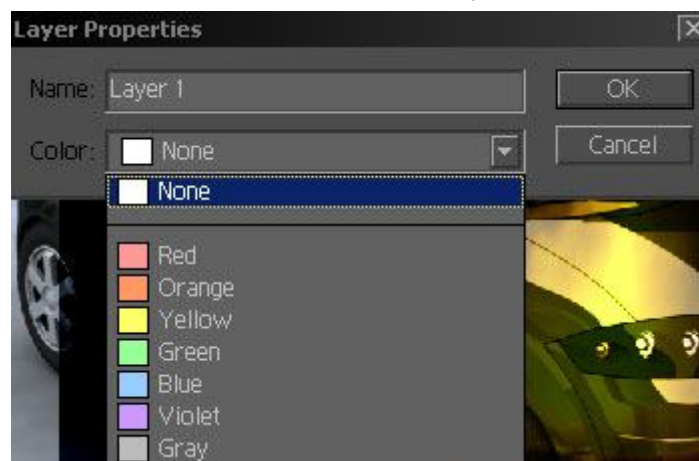 Layer Properties
Name: Layer 1
OK
Color: None
Cancel
None
Red
Orange
Yellow
Green
Blue
Violet
Gray